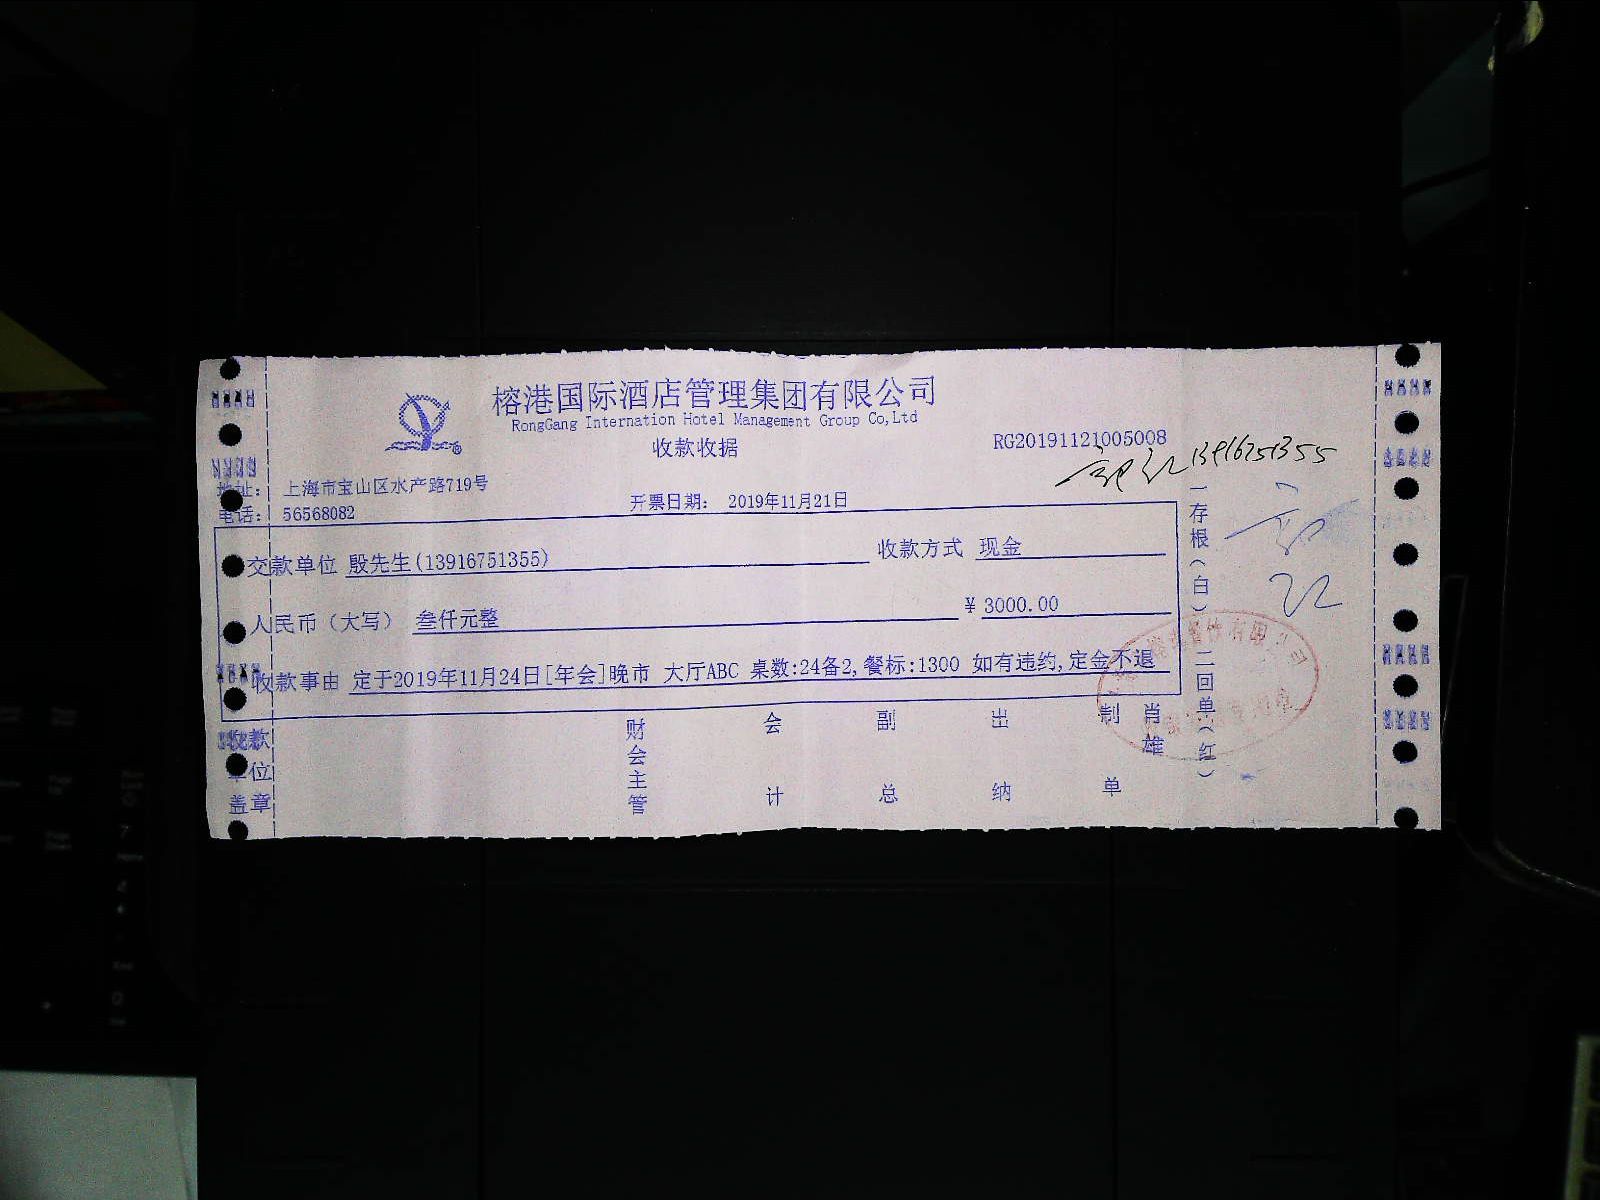 榕港国际酒店管理集团有限公司
RongGang Internation Hotel Management Group Co,Ltd
收款收据
RG20191121005008
13916751355
地址： 上海市宝山区水产路719号
电话： 56568082
开票日期： 2019年11月21日
交款单位 殷先生(13916751355) 收款方式 现金
人民币（大写） 叁仟元整 ¥ 3000.00
收款事由 定于2019年11月24日[年会]晚市 大厅ABC 桌数:24备2,餐标:1300 如有违约,定金不退
收款单位盖章 财会主管 会计 副总 出纳 制单 肖雄
一存根（白）二回单（红）